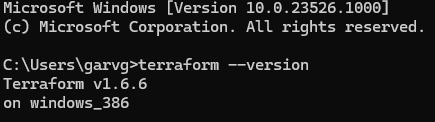 Microsoft Windows [Version 10.0.23526.1000]
(c) Microsoft Corporation. All rights reserved.
C:\Users\garvg>terraform --version
Terraform v1.6.6
on windows_386